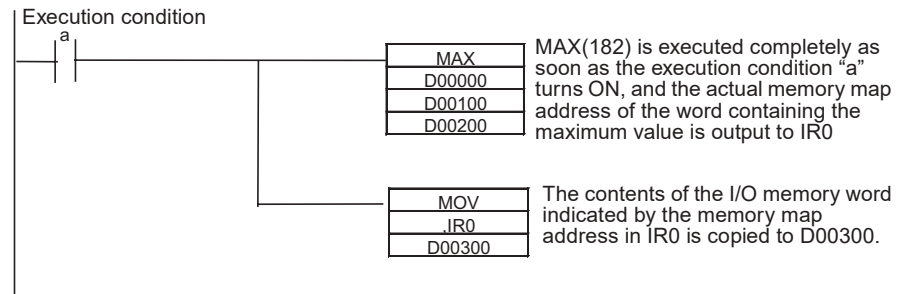 Execution condition
a
MAX
D00000
D00100
D00200
MAX(182) is executed completely as
soon as the execution condition “a”
turns ON, and the actual memory map
address of the word containing the
maximum value is output to IR0
MOV
,IR0
D00300
The contents of the I/O memory word
indicated by the memory map
address in IR0 is copied to D00300.